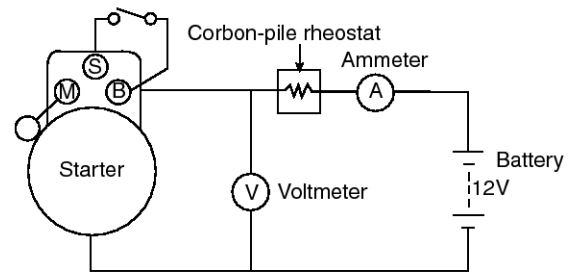 Corbon-pile rheostat
Ammeter
S
M
B
A
Starter
V
Voltmeter
Battery
12V